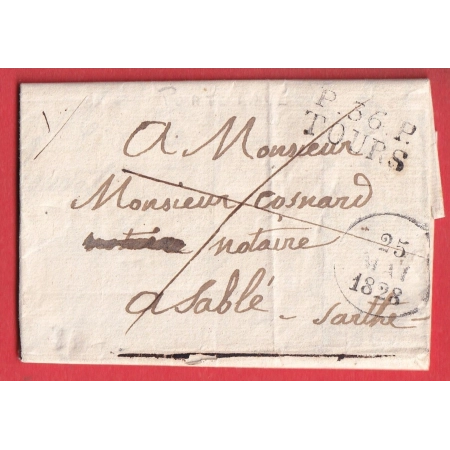 P. 36. P.
TOURS
A Monsieur
Monsieur Cosnard
notaire notaire
a Sablé - Sarthe -
25
MAI
1828